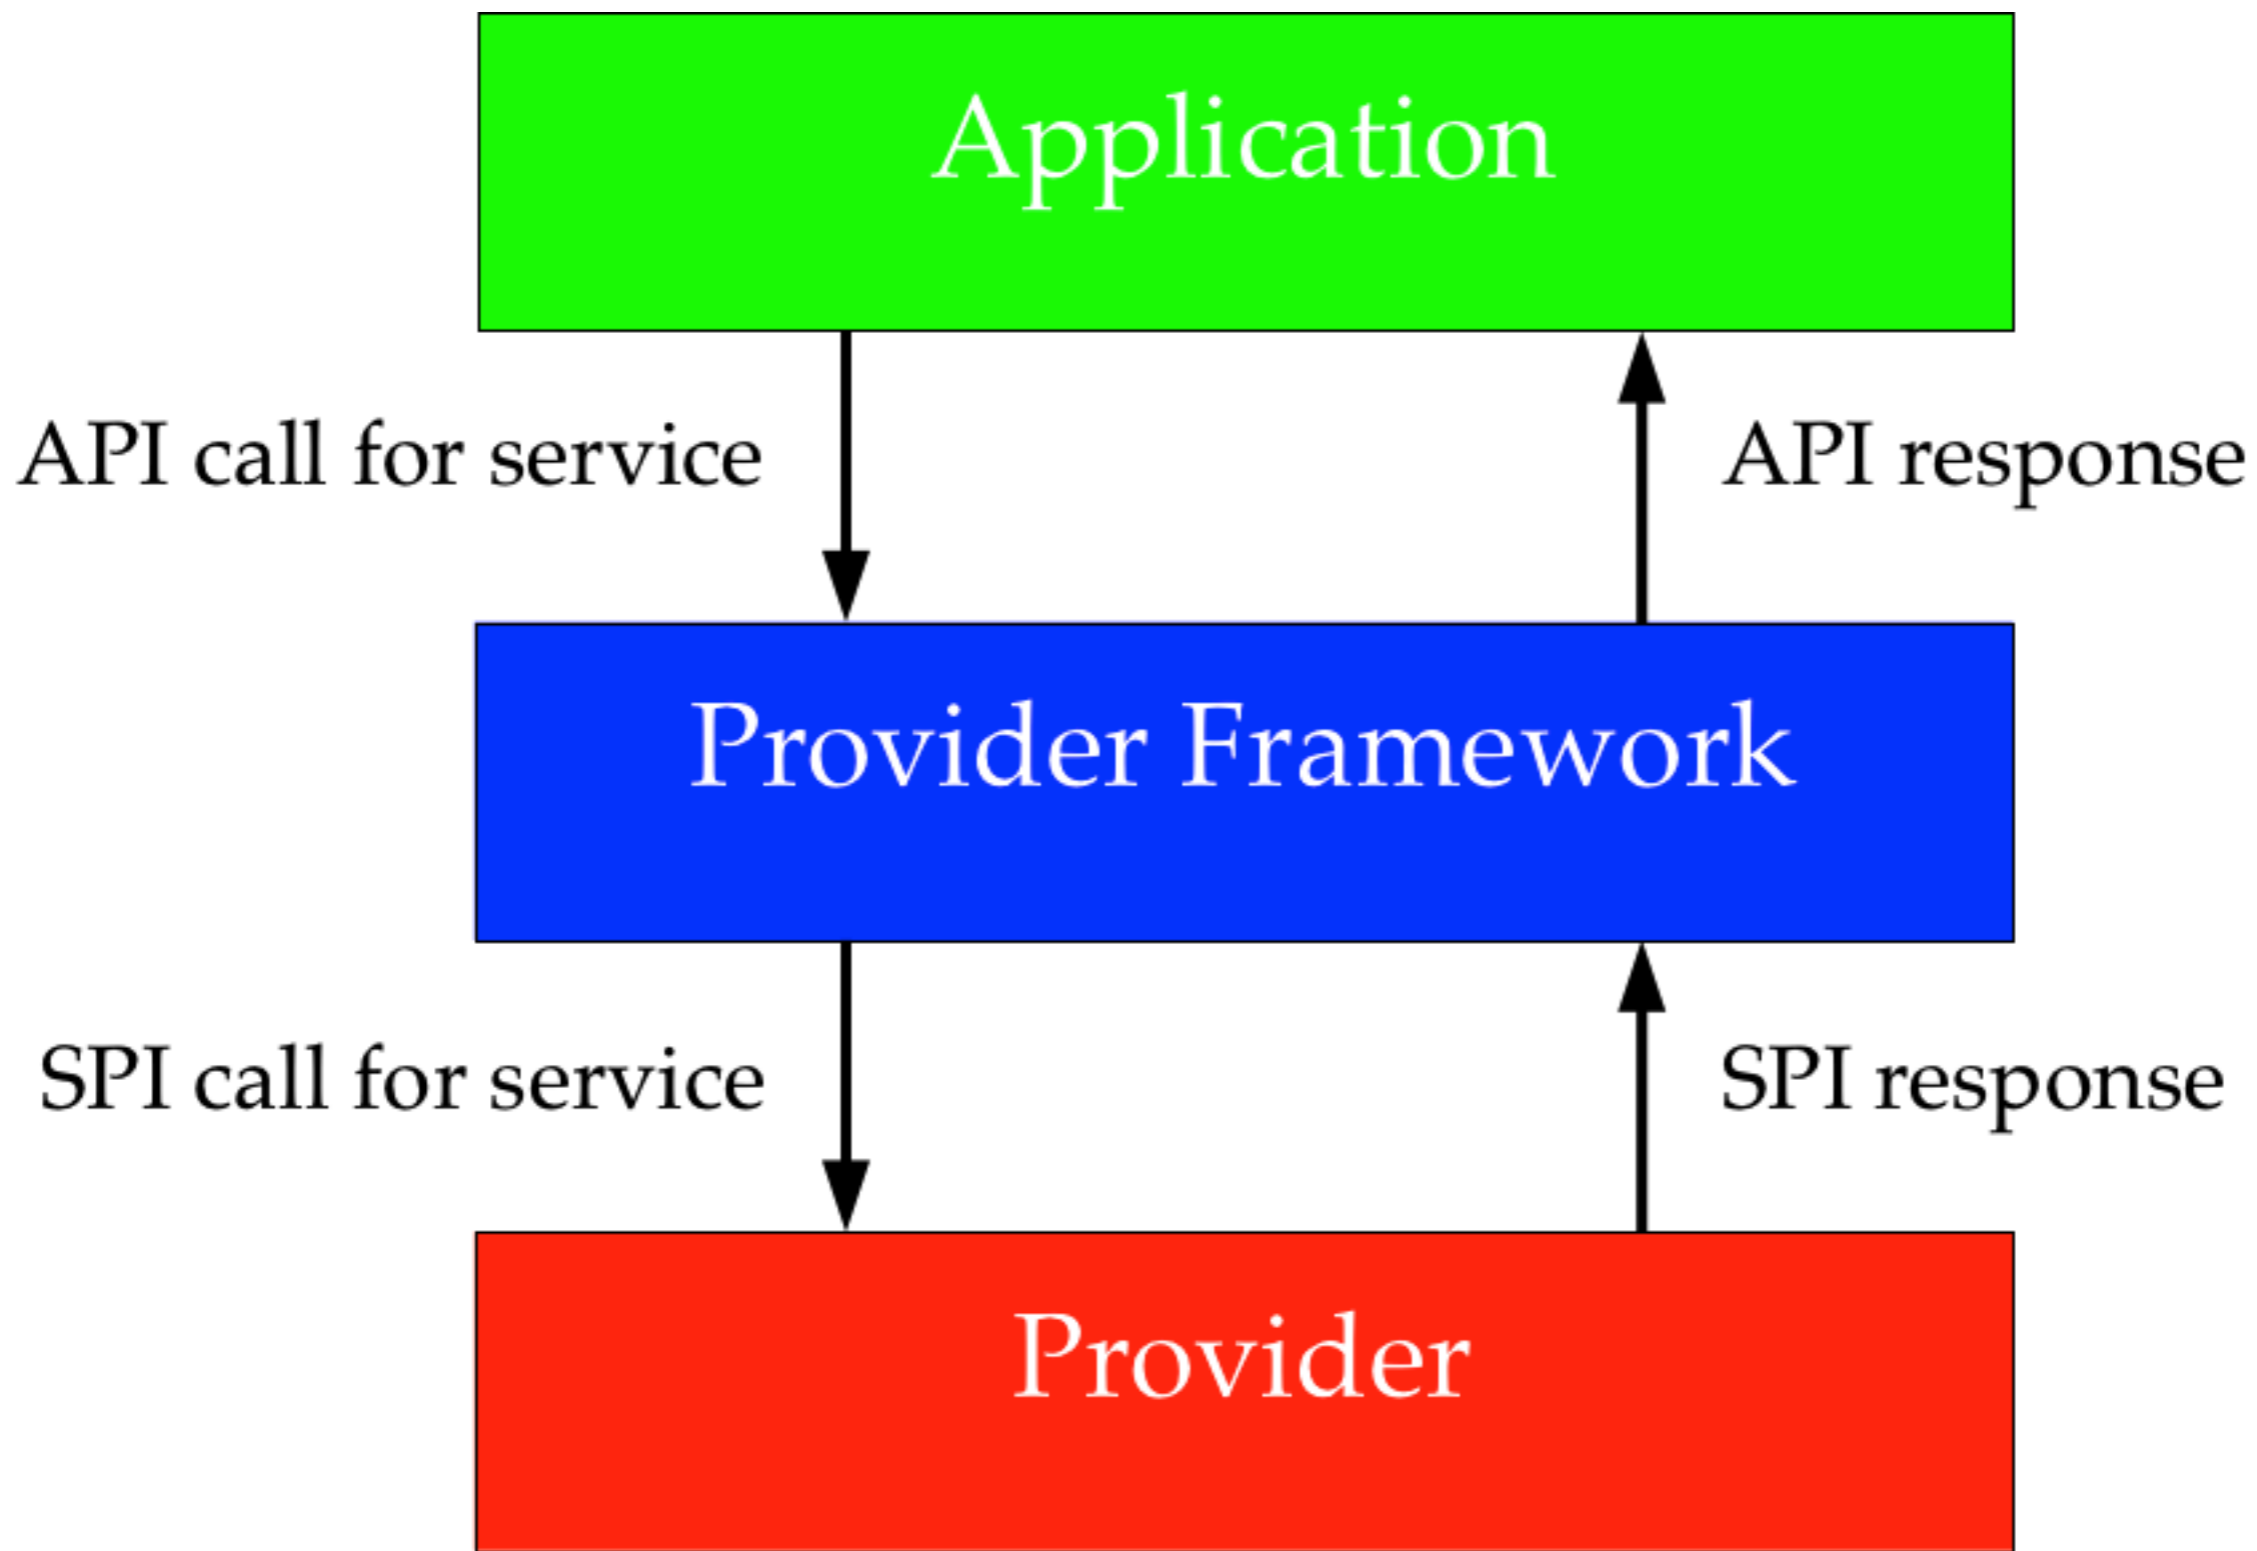 Application
API call for service
API response
Provider Framework
SPI call for service
SPI response
Provider